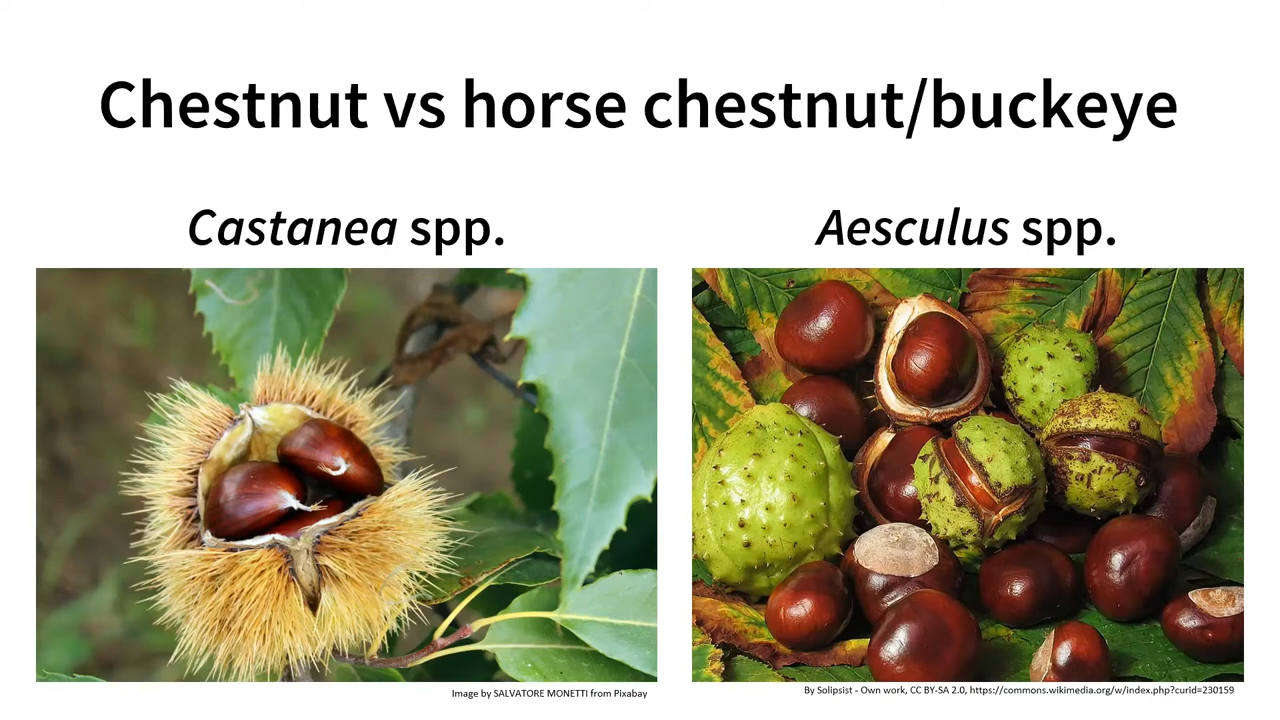 Chestnut vs horse chestnut/buckeye
Castanea spp.
Aesculus spp.
Image by SALVATORE MONETTI from Pixabay
By Solipsist - Own work, CC BY-SA 2.0, https://commons.wikimedia.org/w/index.php?curid=230159